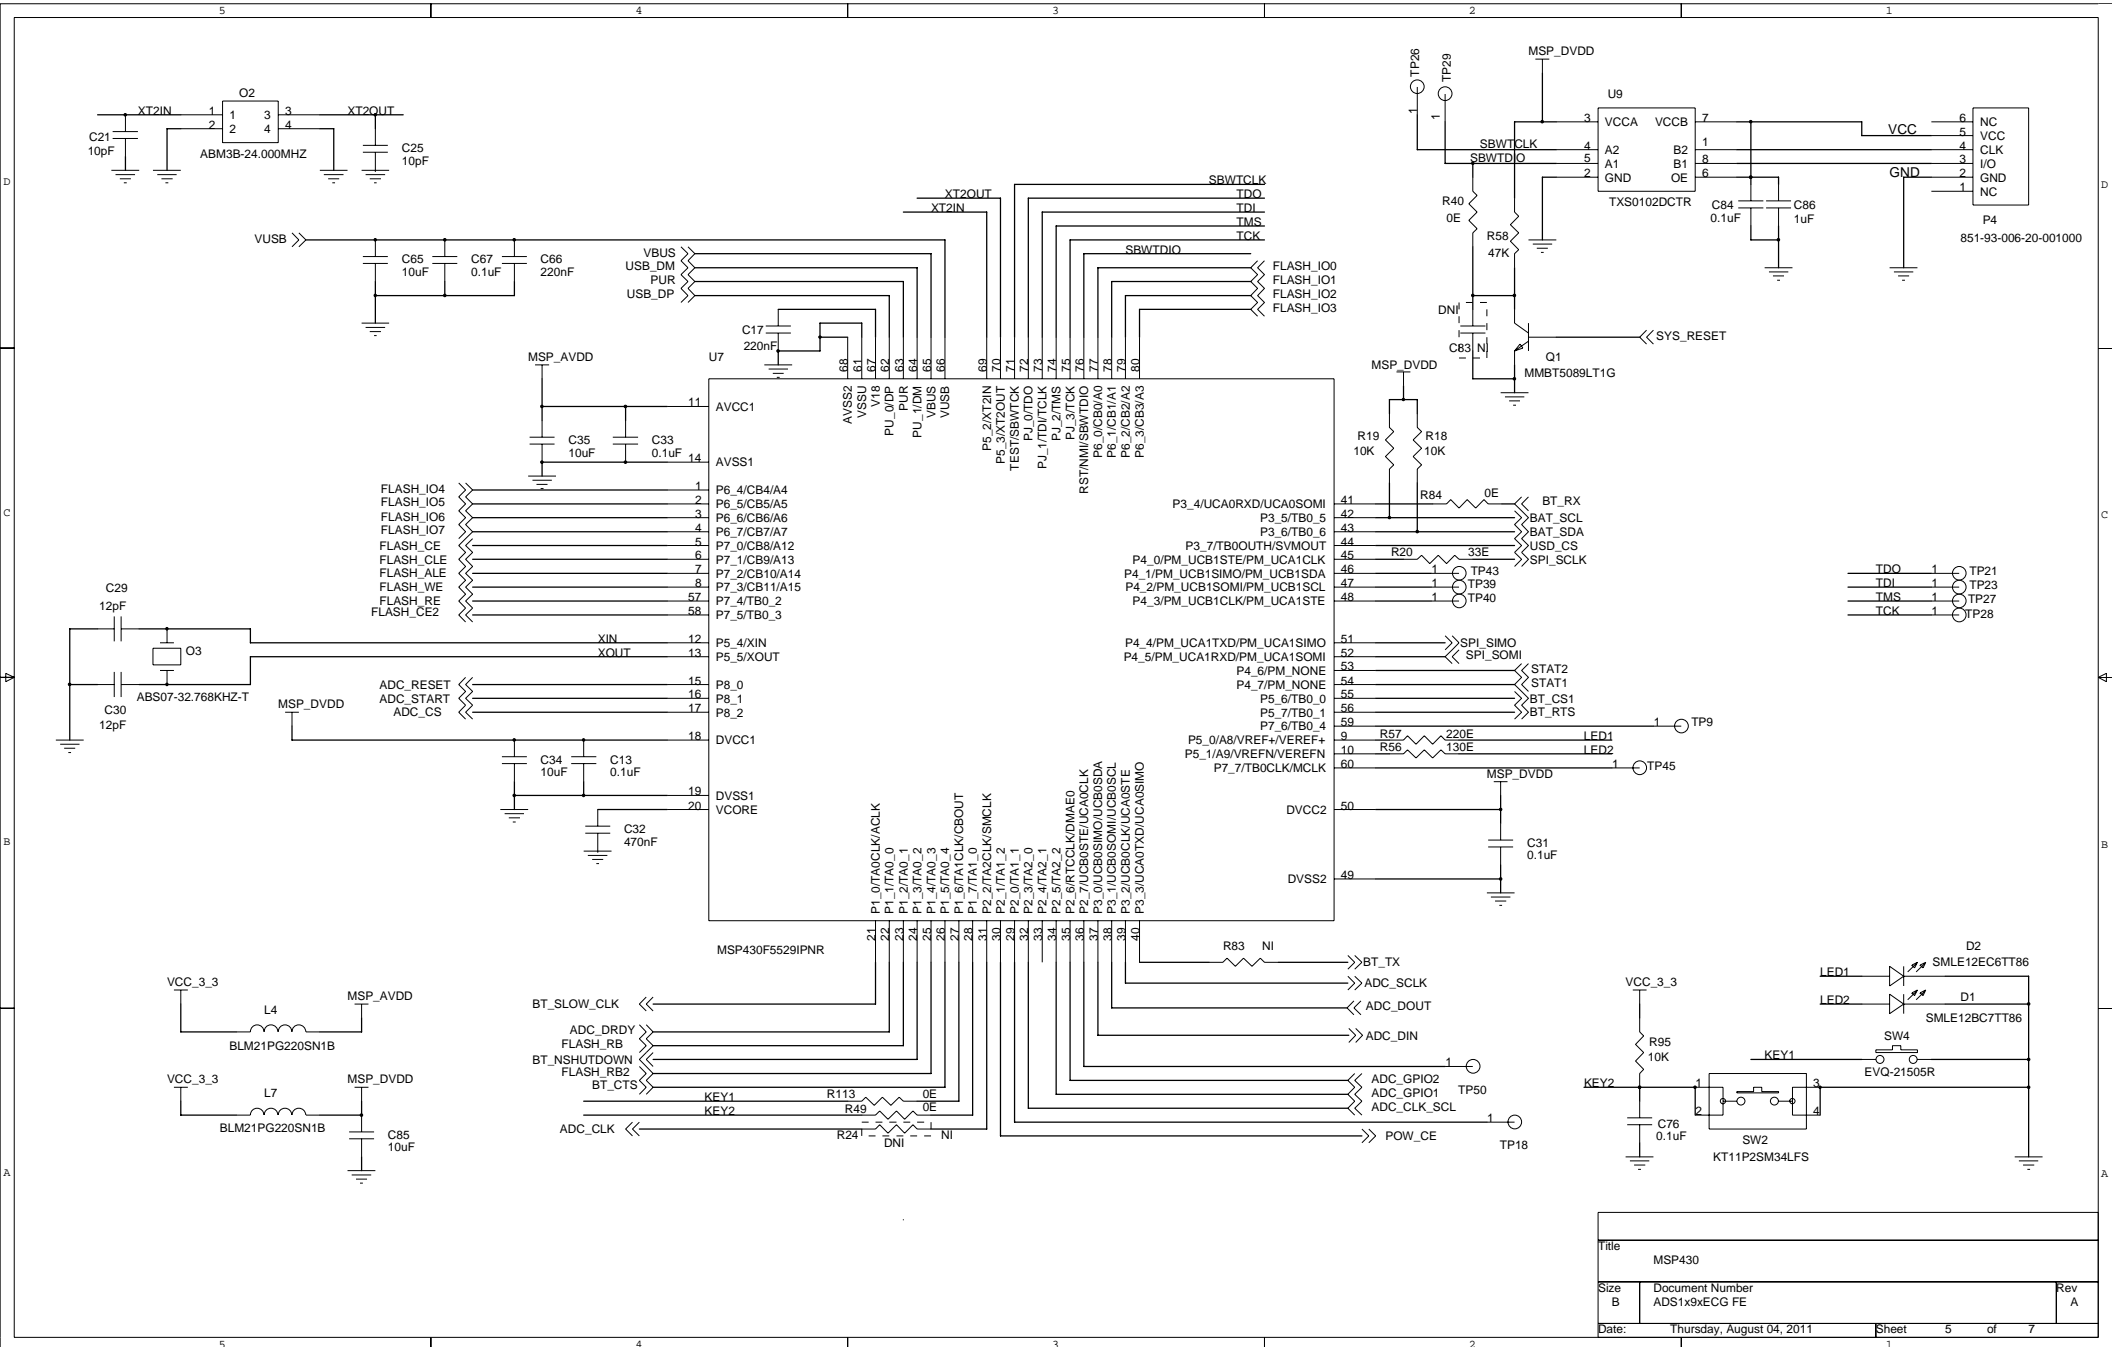 5 4 3 2 1
O2
XT2IN 1 1 3 3 XT2OUT
2 2 4 4
C21
10pF
ABM3B-24.000MHZ
C25
10pF
TP26
TP29
1
1
MSP_DVDD
U9
3 VCCA VCCB 7
SBWTCLK 4 A2 B2 1
SBWTDIO 5 A1 B1 8
2 GND OE 6
TXS0102DCTR
VCC
GND
6 NC
5 VCC
4 CLK
3 I/O
2 GND
1 NC
P4
851-93-006-20-001000
C84
0.1uF
C86
1uF
R40
0E
R58
47K
DNI
C83 NI
Q1
MMBT5089LT1G
SYS_RESET
D
D
SBWTCLK
TDO
TDI
TMS
TCK
SBWTDIO
XT2OUT
XT2IN
VUSB
C65
10uF
C67
0.1uF
C66
220nF
VBUS
USB_DM
PUR
USB_DP
FLASH_IO0
FLASH_IO1
FLASH_IO2
FLASH_IO3
C17
220nF
U7
68 AVSS2
61 VSSU
67 V18
62 PU_0/DP
63 PUR
64 PU_1/DM
65 VBUS
66 VUSB
69 P5_2/XT2IN
70 P5_3/XT2OUT
71 TEST/SBWTCK
72 PJ_0/TDO
73 PJ_1/TDI/TCLK
74 PJ_2/TMS
75 PJ_3/TCK
76 RST/NMI/SBWTDIO
77 P6_0/CB0/A0
78 P6_1/CB1/A1
79 P6_2/CB2/A2
80 P6_3/CB3/A3
MSP_AVDD
11 AVCC1
C35
10uF
C33
0.1uF
14 AVSS1
FLASH_IO4 1 P6_4/CB4/A4
FLASH_IO5 2 P6_5/CB5/A5
FLASH_IO6 3 P6_6/CB6/A6
FLASH_IO7 4 P6_7/CB7/A7
FLASH_CE 5 P7_0/CB8/A12
FLASH_CLE 6 P7_1/CB9/A13
FLASH_ALE 7 P7_2/CB10/A14
FLASH_WE 8 P7_3/CB11/A15
FLASH_RE 57 P7_4/TB0_2
FLASH_CE2 58 P7_5/TB0_3
C
C
C29
12pF
O3
ABS07-32.768KHZ-T
C30
12pF
XIN 12 P5_4/XIN
XOUT 13 P5_5/XOUT
ADC_RESET 15 P8_0
ADC_START 16 P8_1
ADC_CS 17 P8_2
MSP_DVDD
18 DVCC1
C34
10uF
C13
0.1uF
19 DVSS1
20 VCORE
C32
470nF
MSP_DVDD
R19
10K
R18
10K
P3_4/UCA0RXD/UCA0SOMI 41 R84 0E BT_RX
P3_5/TB0_5 42 BAT_SCL
P3_6/TB0_6 43 BAT_SDA
P3_7/TB0OUTH/SVMOUT 44 USD_CS
P4_0/PM_UCB1STE/PM_UCA1CLK 45 R20 33E SPI_SCLK
P4_1/PM_UCB1SIMO/PM_UCB1SDA 46 1 TP43
P4_2/PM_UCB1SOMI/PM_UCB1SCL 47 1 TP39
P4_3/PM_UCB1CLK/PM_UCA1STE 48 1 TP40
P4_4/PM_UCA1TXD/PM_UCA1SIMO 51 SPI_SIMO
P4_5/PM_UCA1RXD/PM_UCA1SOMI 52 SPI_SOMI
P4_6/PM_NONE 53 STAT2
P4_7/PM_NONE 54 STAT1
P5_6/TB0_0 55 BT_CS1
P5_7/TB0_1 56 BT_RTS
P7_6/TB0_4 59 1 TP9
P5_0/A8/VREF+/VEREF+ 9 R57 220E LED1
P5_1/A9/VREFN/VEREFN 10 R56 130E LED2
P7_7/TB0CLK/MCLK 60 1 TP45
MSP_DVDD
DVCC2 50
C31
0.1uF
DVSS2 49
TDO 1 TP21
TDI 1 TP23
TMS 1 TP27
TCK 1 TP28
B
B
P1_0/TA0CLK/ACLK 21
P1_1/TA0_0 22
P1_2/TA0_1 23
P1_3/TA0_2 24
P1_4/TA0_3 25
P1_5/TA0_4 26
P1_6/TA1CLK/CBOUT 27
P1_7/TA1_0 28
P2_2/TA2CLK/SMCLK 31
P2_1/TA1_2 30
P2_0/TA1_1 29
P2_3/TA2_0 32
P2_4/TA2_1 33
P2_5/TA2_2 34
P2_6/RTCCLK/DMAE0 35
P2_7/UCB0STE/UCA0CLK 36
P3_0/UCB0SIMO/UCB0SDA 37
P3_1/UCB0SOMI/UCB0SCL 38
P3_2/UCB0CLK/UCA0STE 39
P3_3/UCA0TXD/UCA0SIMO 40
MSP430F5529IPNR
R83 NI BT_TX
ADC_SCLK
ADC_DOUT
ADC_DIN
1 TP50
ADC_GPIO2
ADC_GPIO1
ADC_CLK_SCL
1 TP18
POW_CE
BT_SLOW_CLK
ADC_DRDY
FLASH_RB
BT_NSHUTDOWN
FLASH_RB2
BT_CTS
KEY1 R113 0E
KEY2 R49 0E
ADC_CLK R24 DNI NI
VCC_3_3
L4
MSP_AVDD
BLM21PG220SN1B
VCC_3_3
L7
MSP_DVDD
BLM21PG220SN1B
C85
10uF
D2
LED1 SMLE12EC6TT86
LED2 D1
SMLE12BC7TT86
VCC_3_3
R95
10K
SW4
KEY1
EVQ-21505R
KEY2 1 3
2 4
C76
0.1uF
SW2
KT11P2SM34LFS
A
A
Title
MSP430
Size Document Number Rev
B ADS1x9xECG FE A
Date: Thursday, August 04, 2011 Sheet 5 of 7
5 4 3 2 1